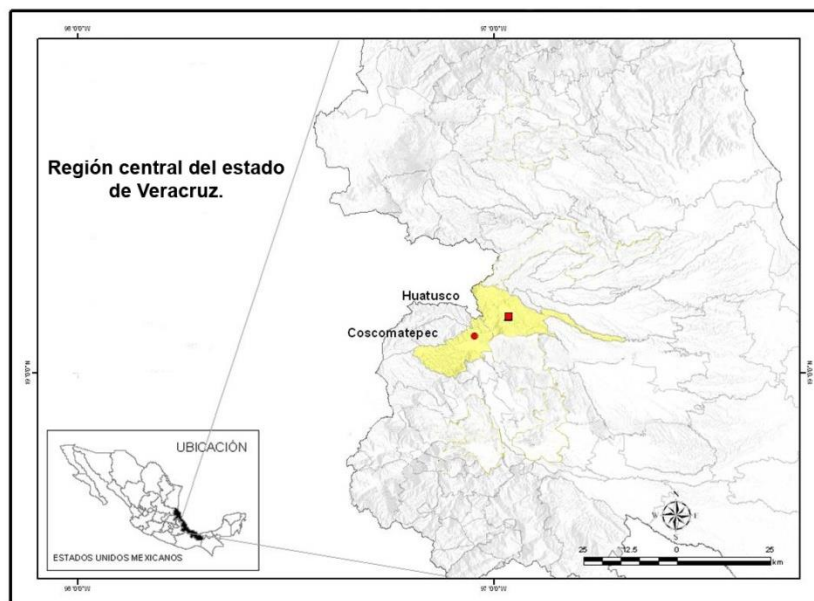 Región central del estado
de Veracruz.
Huatusco
Coscomatepec
UBICACIÓN
ESTADOS UNIDOS MEXICANOS
N
W E
S
25 12.5 0 25
km